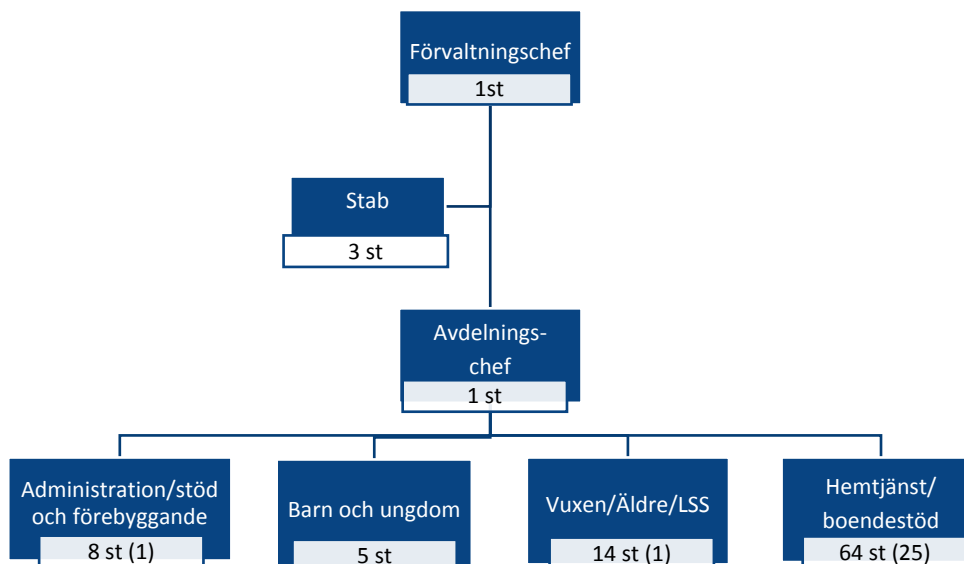 Förvaltningschef
1st
Stab
3 st
Avdelnings-
chef
1 st
Administration/stöd
och förebyggande
8 st (1)
Barn och ungdom
5 st
Vuxen/Äldre/LSS
14 st (1)
Hemtjänst/
boendestöd
64 st (25)